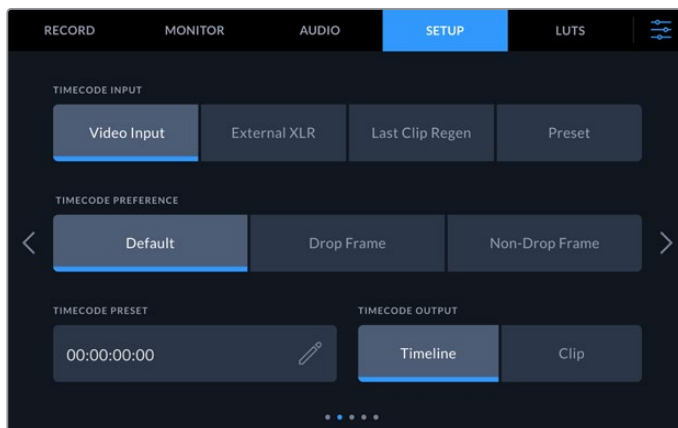 RECORD MONITOR AUDIO SETUP LUTS
TIMECODE INPUT
Video Input External XLR Last Clip Regen Preset
TIMECODE PREFERENCE
Default Drop Frame Non-Drop Frame
TIMECODE PRESET TIMECODE OUTPUT
00:00:00:00 Timeline Clip